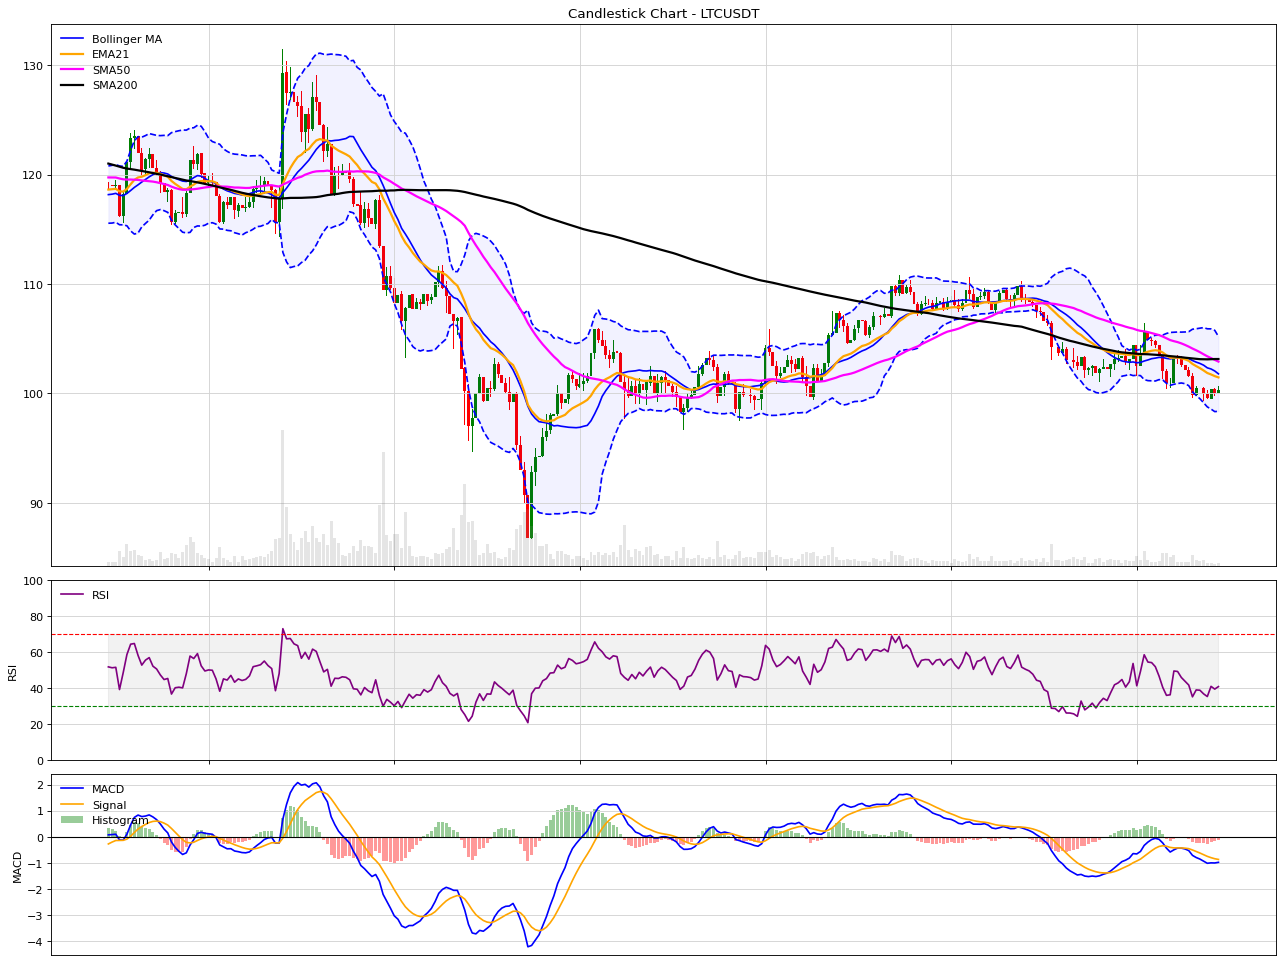 Candlestick Chart - LTCUSDT
Bollinger MA
EMA21
SMA50
SMA200
130
120
110
100
90
RSI
100
80
60
40
20
0
RSI
MACD
Signal
Histogram
2
1
0
−1
−2
−3
−4
MACD